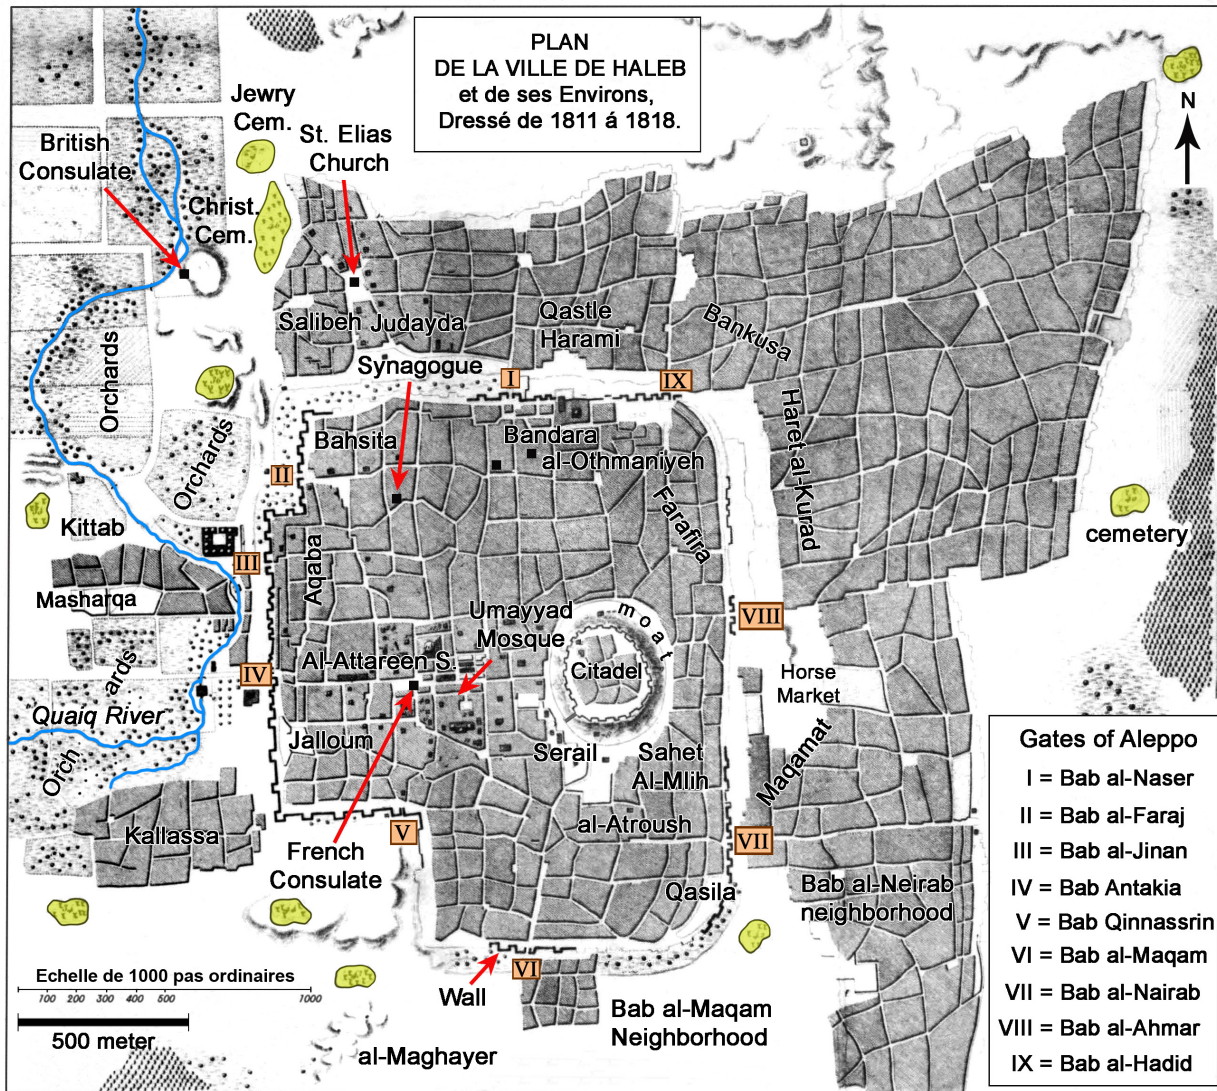 PLAN
DE LA VILLE DE HALEB
et de ses Environs,
Dressé de 1811 á 1818.
N
Jewry
Cem.
St. Elias
Church
British
Consulate
Christ.
Cem.
Salibeh
Judayda
Qastle
Harami
Bankusa
Synagogue
I
IX
Orchards
Orchards
Bahsita
Bandara
al-Othmaniyeh
Haret al-Kurad
II
Farafira
Kittab
cemetery
III
Aqaba
Masharqa
Umayyad
Mosque
moat
VIII
Al-Attareen S.
Citadel
IV
Horse
Market
Orch
ards
Quaiq River
Jalloum
Serail
Sahet
Al-Mlih
Maqamat
Kallassa
V
al-Atroush
VII
French
Consulate
Qasila
Bab al-Neirab
neighborhood
VI
Wall
Bab al-Maqam
Neighborhood
al-Maghayer
Echelle de 1000 pas ordinaires
100 200 300 400 500 1000
500 meter
Gates of Aleppo
I = Bab al-Naser
II = Bab al-Faraj
III = Bab al-Jinan
IV = Bab Antakia
V = Bab Qinnassrin
VI = Bab al-Maqam
VII = Bab al-Nairab
VIII = Bab al-Ahmar
IX = Bab al-Hadid